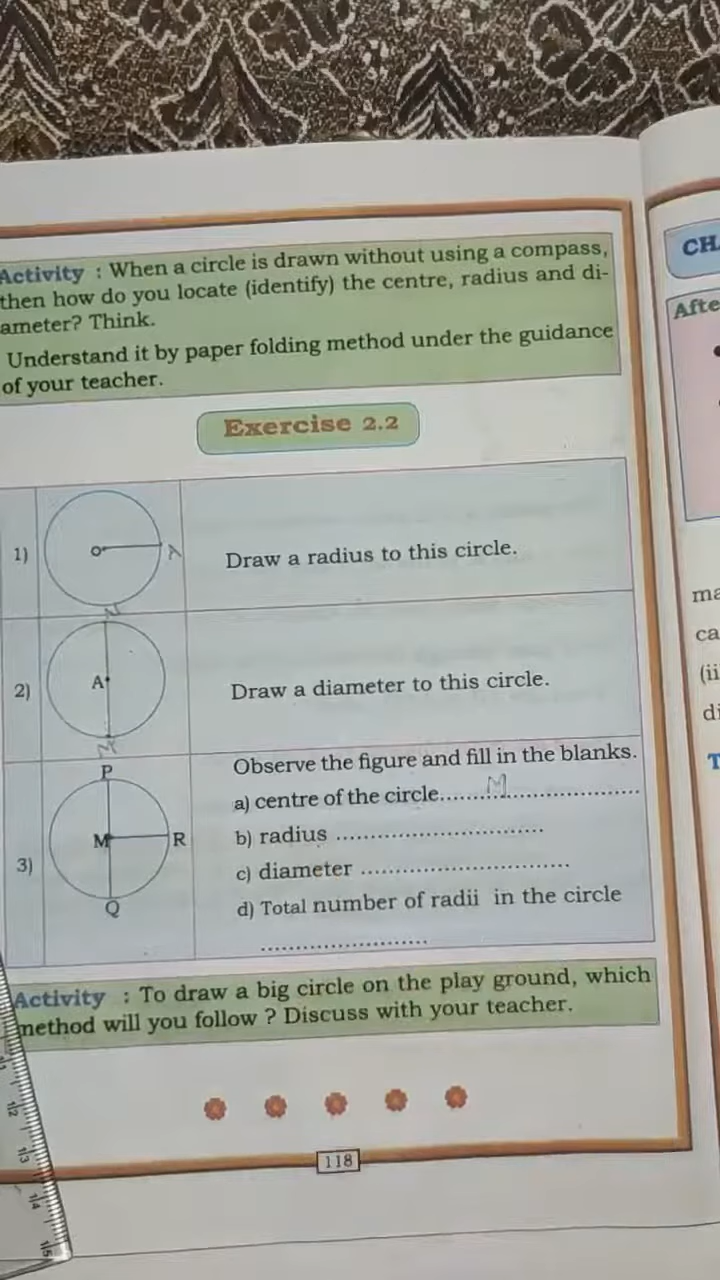 Activity : When a circle is drawn without using a compass,
then how do you locate (identify) the centre, radius and di-
ameter? Think.
Understand it by paper folding method under the guidance
of your teacher.
Exercise 2.2
1)
O
Draw a radius to this circle.
N
2)
A
Draw a diameter to this circle.
M
3)
P
M
R
Q
Observe the figure and fill in the blanks.
a) centre of the circle.......M.......................
b) radius ................................
c) diameter ................................
d) Total number of radii in the circle
.........................
Activity : To draw a big circle on the play ground, which
method will you follow ? Discuss with your teacher.
118
CHA
Afte
ma
ca
(ii
di
T
12
13
14
15